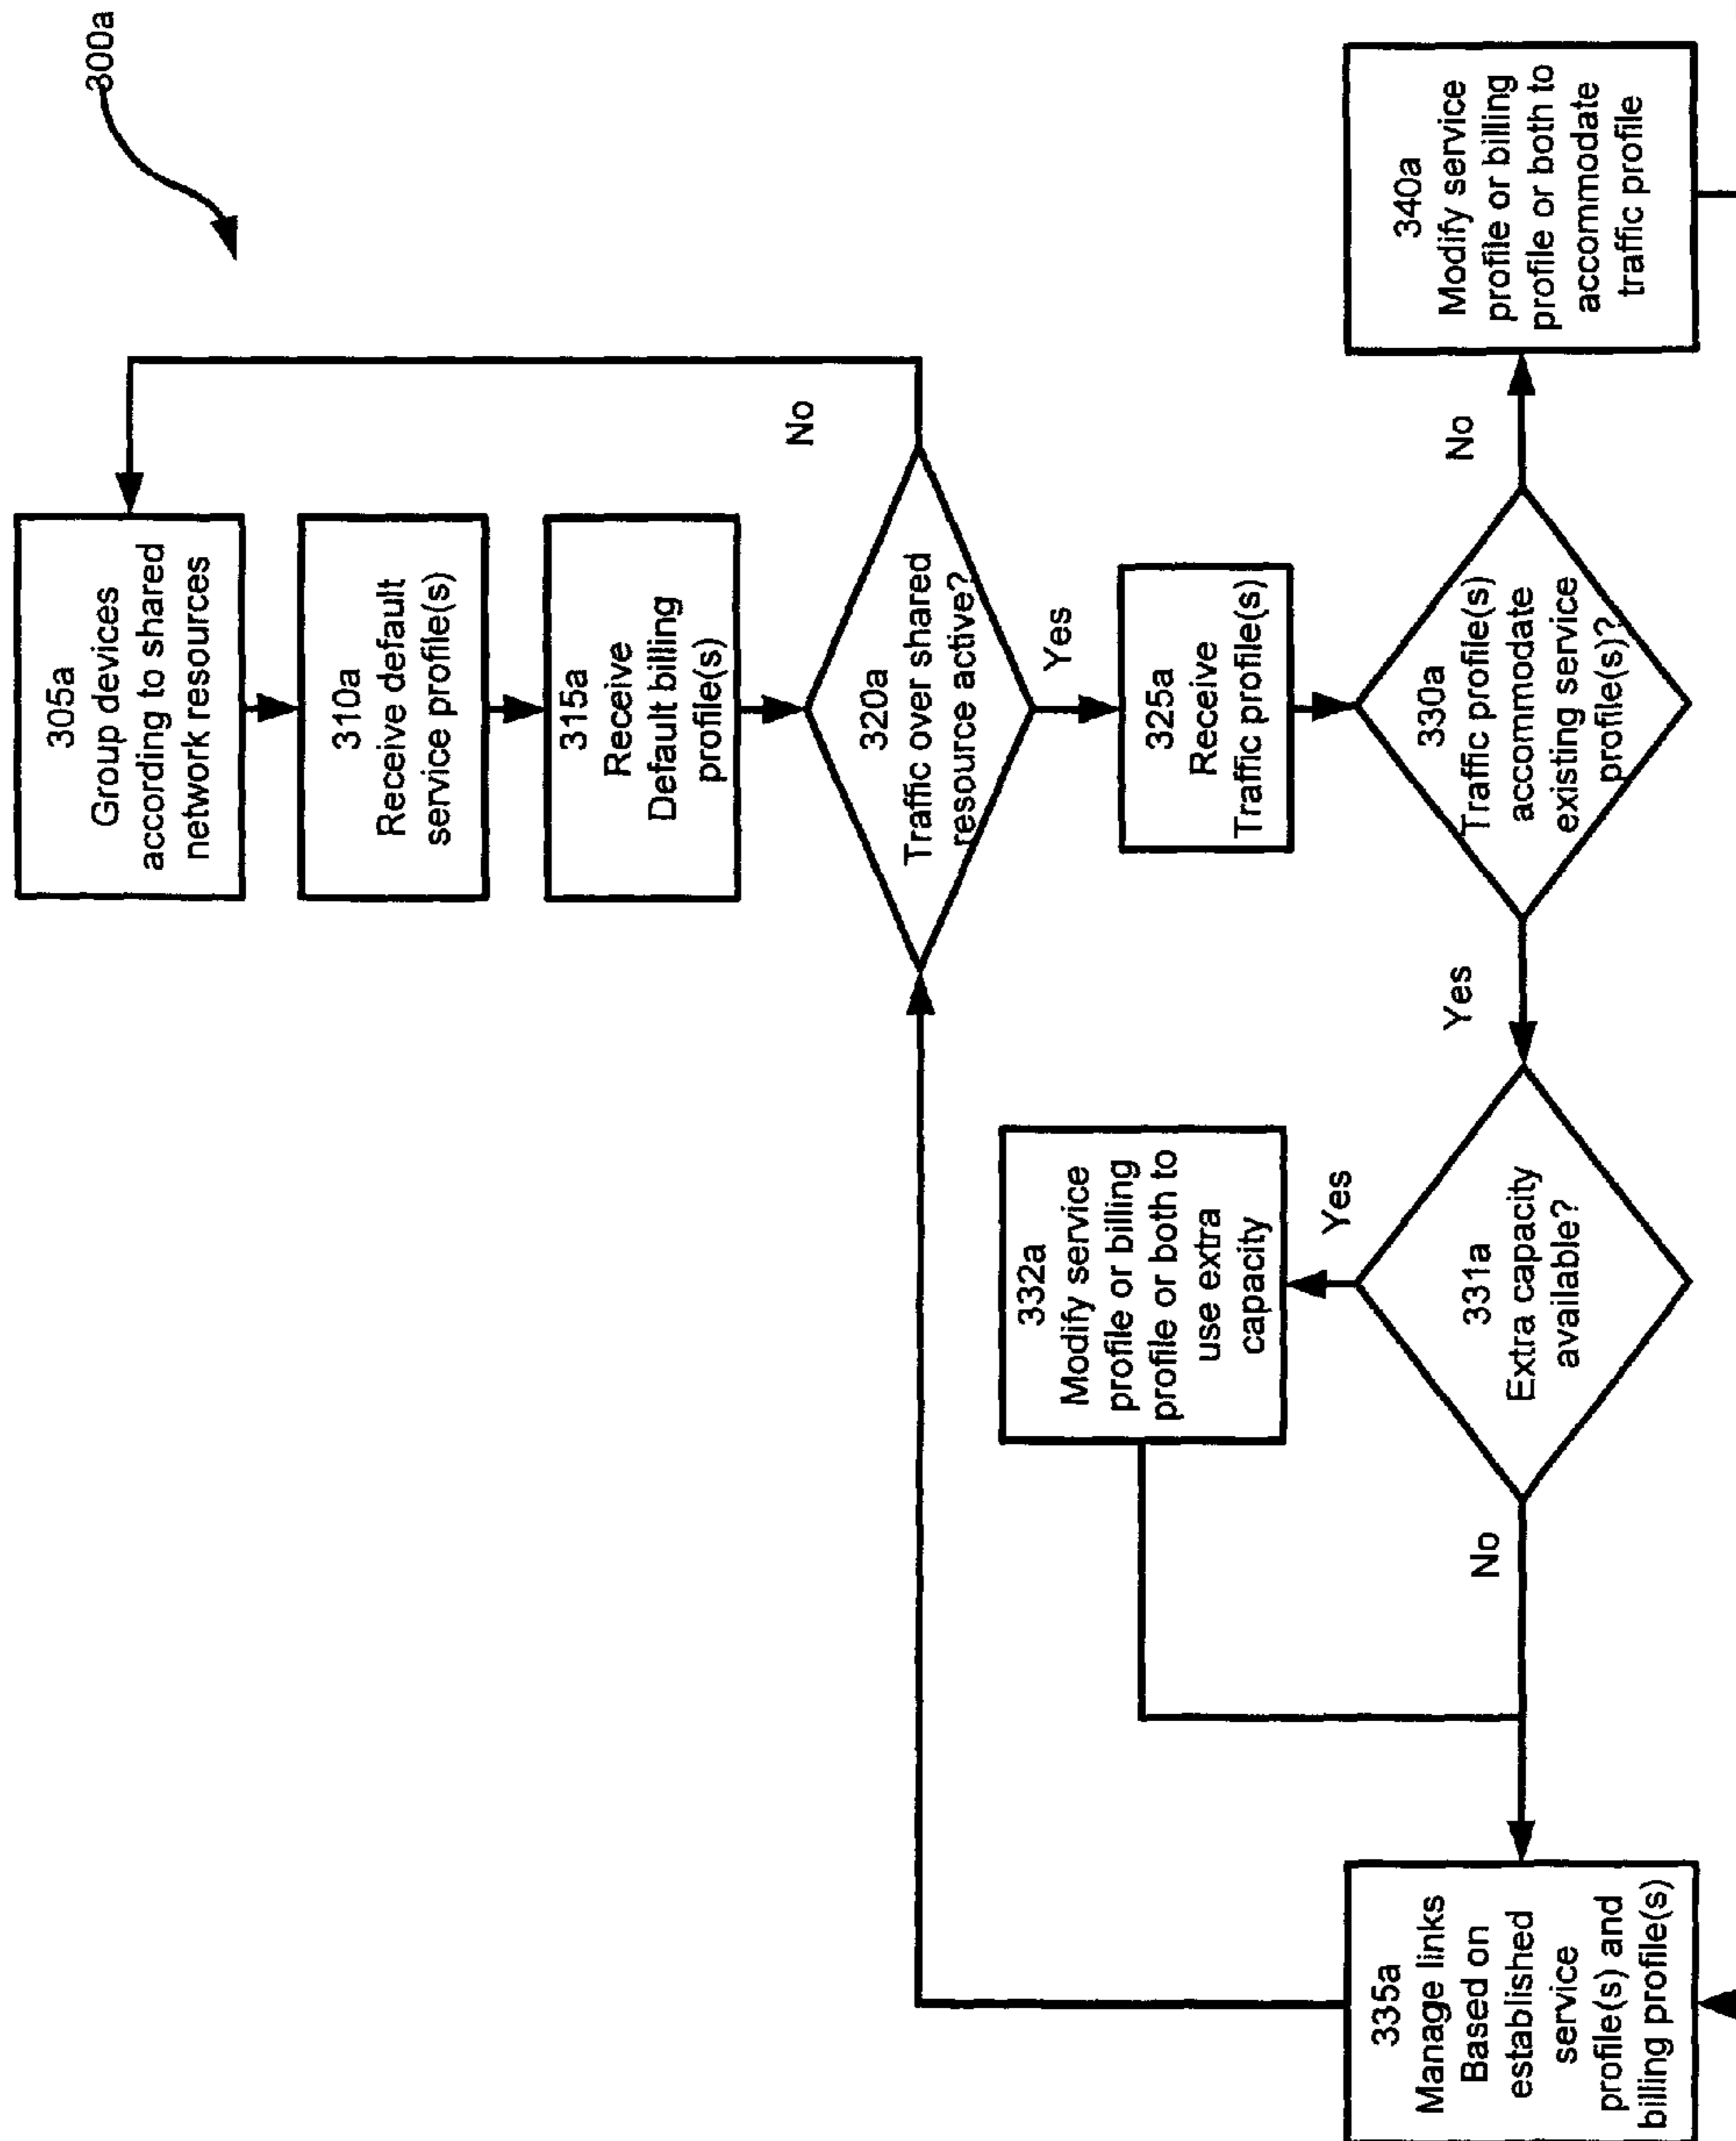 300a
305a
Group devices
according to shared
network resources
310a
Receive default
service profile(s)
315a
Receive
Default billing
profile(s)
320a
Traffic over shared
resource active?
No
Yes
325a
Receive
Traffic profile(s)
330a
Traffic profile(s)
accommodate
existing service
profile(s)?
No
340a
Modify service
profile or billing
profile or both to
accommodate
traffic profile
Yes
331a
Extra capacity
available?
Yes
332a
Modify service
profile or billing
profile or both to
use extra
capacity
No
335a
Manage links
Based on
established
service
profile(s) and
billing profile(s)